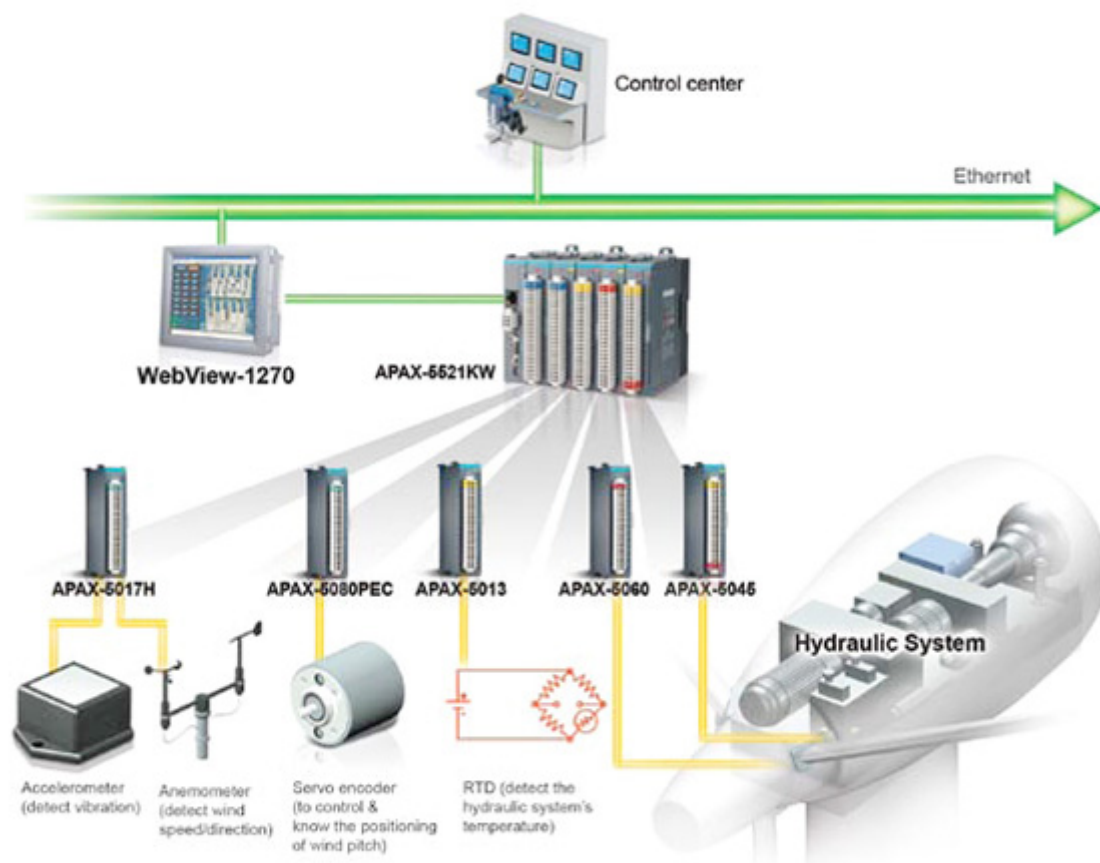 Control center
Ethernet
WebView-1270
APAX-5521KW
APAX-5017H
APAX-5080PEC
APAX-5013
APAX-5060
APAX-5045
Hydraulic System
Accelerometer
(detect vibration)
Anemometer
(detect wind
speed/direction)
Servo encoder
(to control &
know the positioning
of wind pitch)
RTD (detect the
hydraulic system's
temperature)